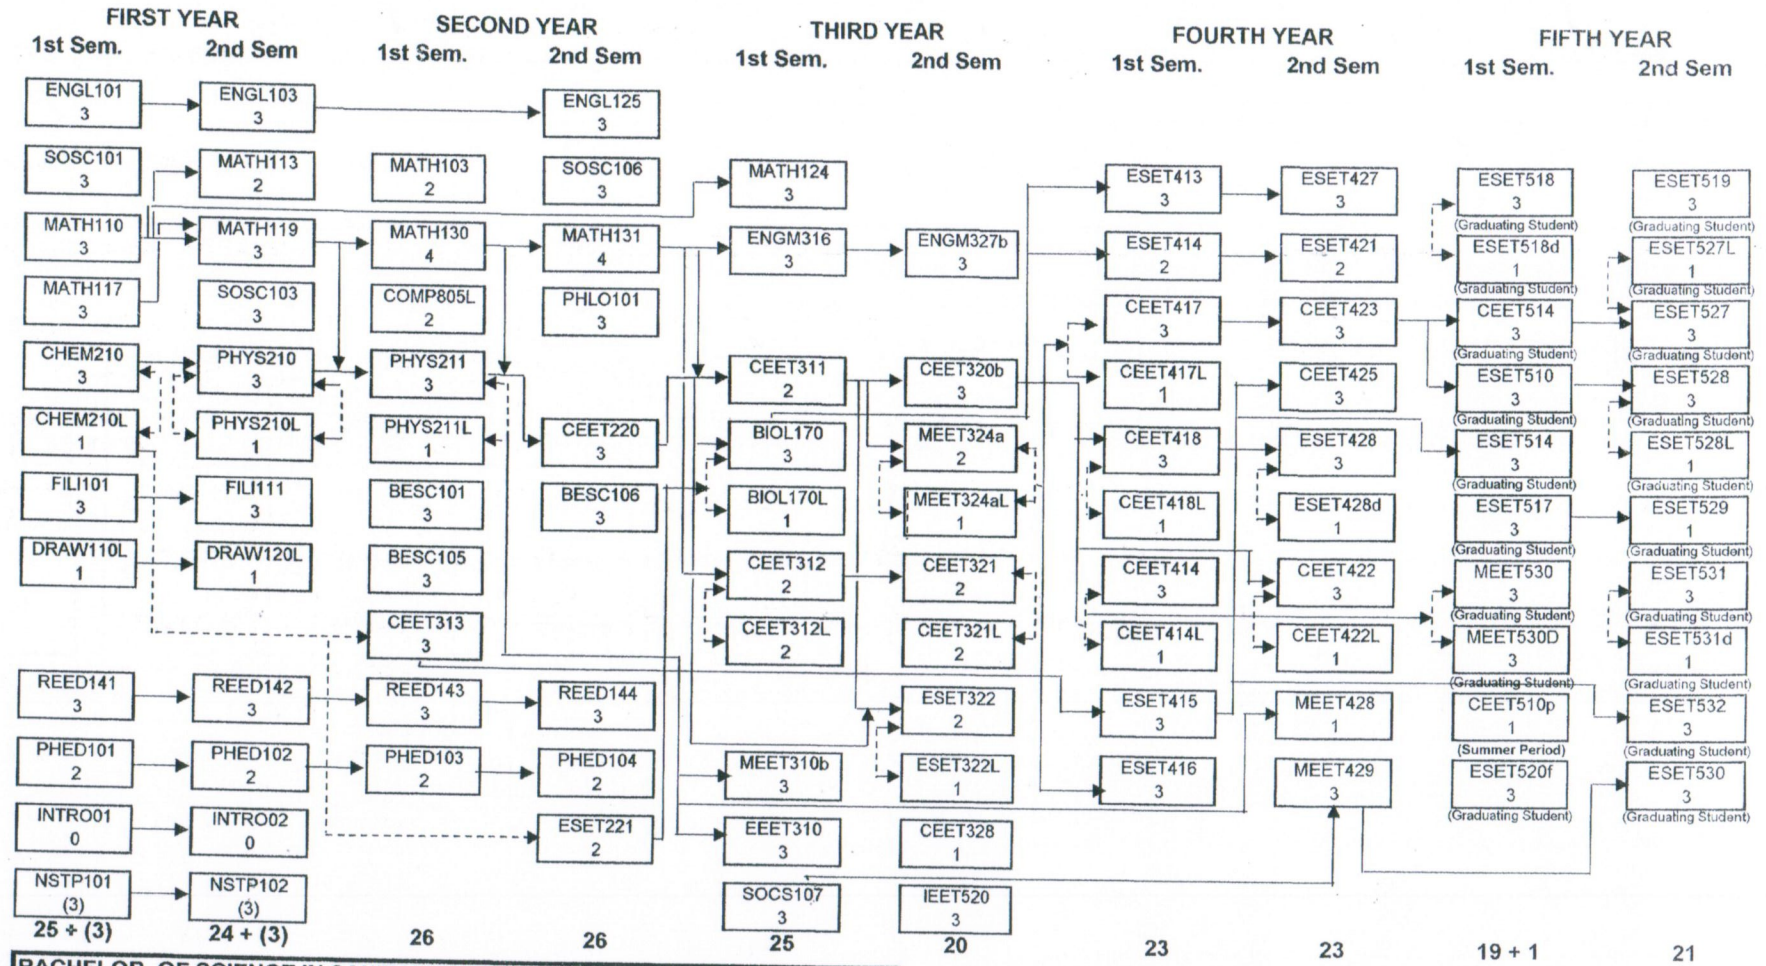 FIRST YEAR
1st Sem.
2nd Sem
SECOND YEAR
1st Sem.
2nd Sem
THIRD YEAR
1st Sem.
2nd Sem
FOURTH YEAR
1st Sem.
2nd Sem
FIFTH YEAR
1st Sem.
2nd Sem
ENGL101
3
SOSC101
3
MATH110
3
MATH117
3
CHEM210
3
CHEM210L
1
FILI101
3
DRAW110L
1
REED141
3
PHED101
2
INTRO01
0
NSTP101
(3)
25 + (3)
ENGL103
3
MATH113
2
MATH119
3
SOSC103
3
PHYS210
3
PHYS210L
1
FILI111
3
DRAW120L
1
REED142
3
PHED102
2
INTRO02
0
NSTP102
(3)
24 + (3)
MATH103
2
MATH130
4
COMP805L
2
PHYS211
3
PHYS211L
1
BESC101
3
BESC105
3
CEET313
3
REED143
3
PHED103
2
26
ENGL125
3
SOSC106
3
MATH131
4
PHLO101
3
CEET220
3
BESC106
3
REED144
3
PHED104
2
ESET221
2
26
MATH124
3
ENGM316
3
CEET311
2
BIOL170
3
BIOL170L
1
CEET312
2
CEET312L
2
MEET310b
3
EEET310
3
SOCS107
3
25
ENGM327b
3
CEET320b
3
MEET324a
2
MEET324aL
1
CEET321
2
CEET321L
2
ESET322
2
ESET322L
1
CEET328
1
IEET520
3
20
ESET413
3
ESET414
2
CEET417
3
CEET417L
1
CEET418
3
CEET418L
1
CEET414
3
CEET414L
1
ESET415
3
ESET416
3
23
ESET427
3
ESET421
2
CEET423
3
CEET425
3
ESET428
3
ESET428d
1
CEET422
3
CEET422L
1
MEET428
1
MEET429
3
23
ESET518
3
(Graduating Student)
ESET518d
1
(Graduating Student)
CEET514
3
(Graduating Student)
ESET510
3
(Graduating Student)
ESET514
3
(Graduating Student)
ESET517
3
(Graduating Student)
MEET530
3
(Graduating Student)
MEET530D
3
(Graduating Student)
CEET510p
1
(Summer Period)
ESET520f
3
(Graduating Student)
19 + 1
ESET519
3
(Graduating Student)
ESET527L
1
(Graduating Student)
ESET527
3
(Graduating Student)
ESET528
3
(Graduating Student)
ESET528L
1
(Graduating Student)
ESET529
1
(Graduating Student)
ESET531
3
(Graduating Student)
ESET531d
1
(Graduating Student)
ESET532
3
(Graduating Student)
ESET530
3
(Graduating Student)
21
BACHELOR OF SCIENCE IN